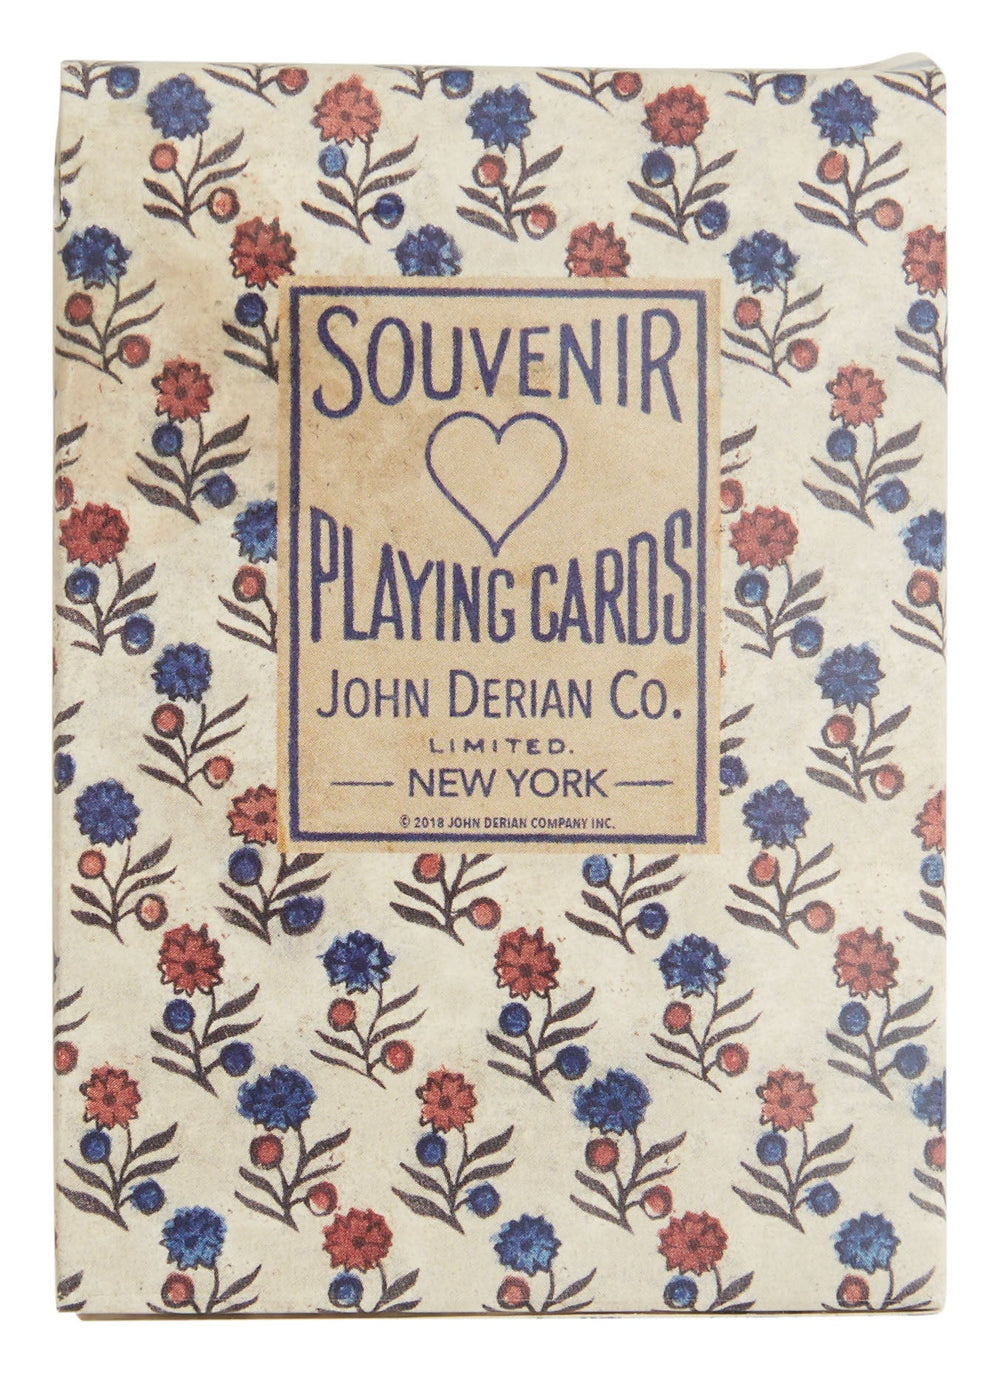 SOUVENIR
PLAYING CARDS
JOHN DERIAN CO.
LIMITED.
NEW YORK
© 2018 JOHN DERIAN COMPANY INC.